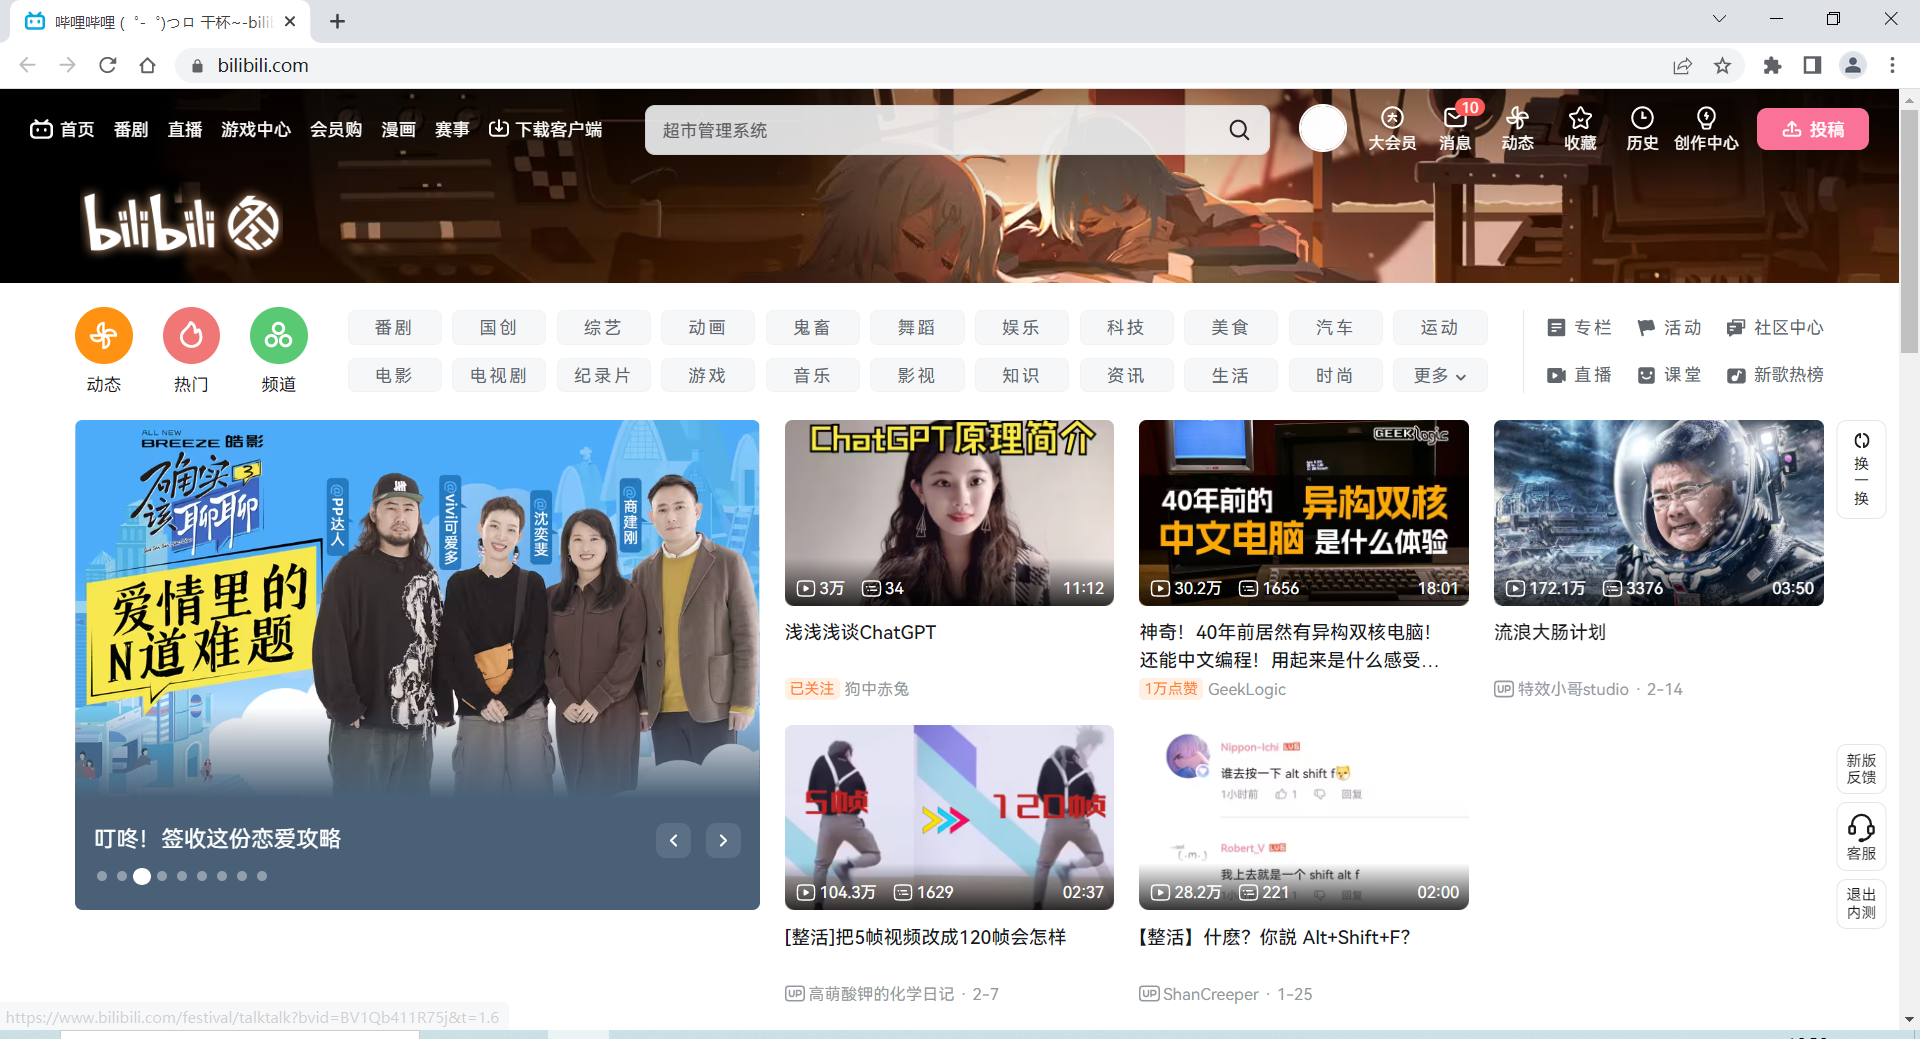 哔哩哔哩 (゜-゜)つロ 干杯~-bili
bilibili.com
首页 番剧 直播 游戏中心 会员购 漫画 赛事 下载客户端
超市管理系统
大会员 消息 10 动态 收藏 历史 创作中心 投稿
bilibili
动态 热门 频道
番剧 国创 综艺 动画 鬼畜 舞蹈 娱乐 科技 美食 汽车 运动
电影 电视剧 纪录片 游戏 音乐 影视 知识 资讯 生活 时尚 更多
专栏 活动 社区中心
直播 课堂 新歌热榜
ALL NEW
BREEZE 皓影
确实该聊聊3
@PP达人
@vivi可爱多
@沈奕斐
@商建刚
爱情里的
N道难题
叮咚！签收这份恋爱攻略
ChatGPT原理简介
3万 34 11:12
浅浅浅谈ChatGPT
已关注 狗中赤兔
GEEKlogic
40年前的 异构双核
中文电脑 是什么体验
30.2万 1656 18:01
神奇！40年前居然有异构双核电脑！
还能中文编程！用起来是什么感受...
1万点赞 GeekLogic
172.1万 3376 03:50
流浪大肠计划
UP 特效小哥studio · 2-14
换一换
5帧 120帧
104.3万 1629 02:37
[整活]把5帧视频改成120帧会怎样
UP 高萌酸钾的化学日记 · 2-7
Nippon-Ichi LV6
谁去按一下 alt shift f
1小时前 1 回复
Robert_V LV6
(.m.)
我上去就是一个 shift alt f
28.2万 221 02:00
【整活】什麽？你説 Alt+Shift+F？
UP ShanCreeper · 1-25
新版
反馈
客服
退出
内测
https://www.bilibili.com/festival/talktalk?bvid=BV1Qb411R75j&t=1.6